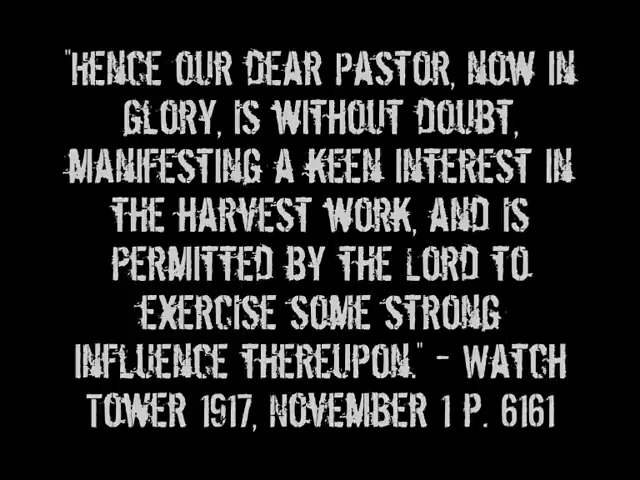 "HENCE OUR DEAR PASTOR, NOW IN
GLORY, IS WITHOUT DOUBT,
MANIFESTING A KEEN INTEREST IN
THE HARVEST WORK, AND IS
PERMITTED BY THE LORD TO
EXERCISE SOME STRONG
INFLUENCE THEREUPON." - WATCH
TOWER 1917, NOVEMBER 1 P. 6161